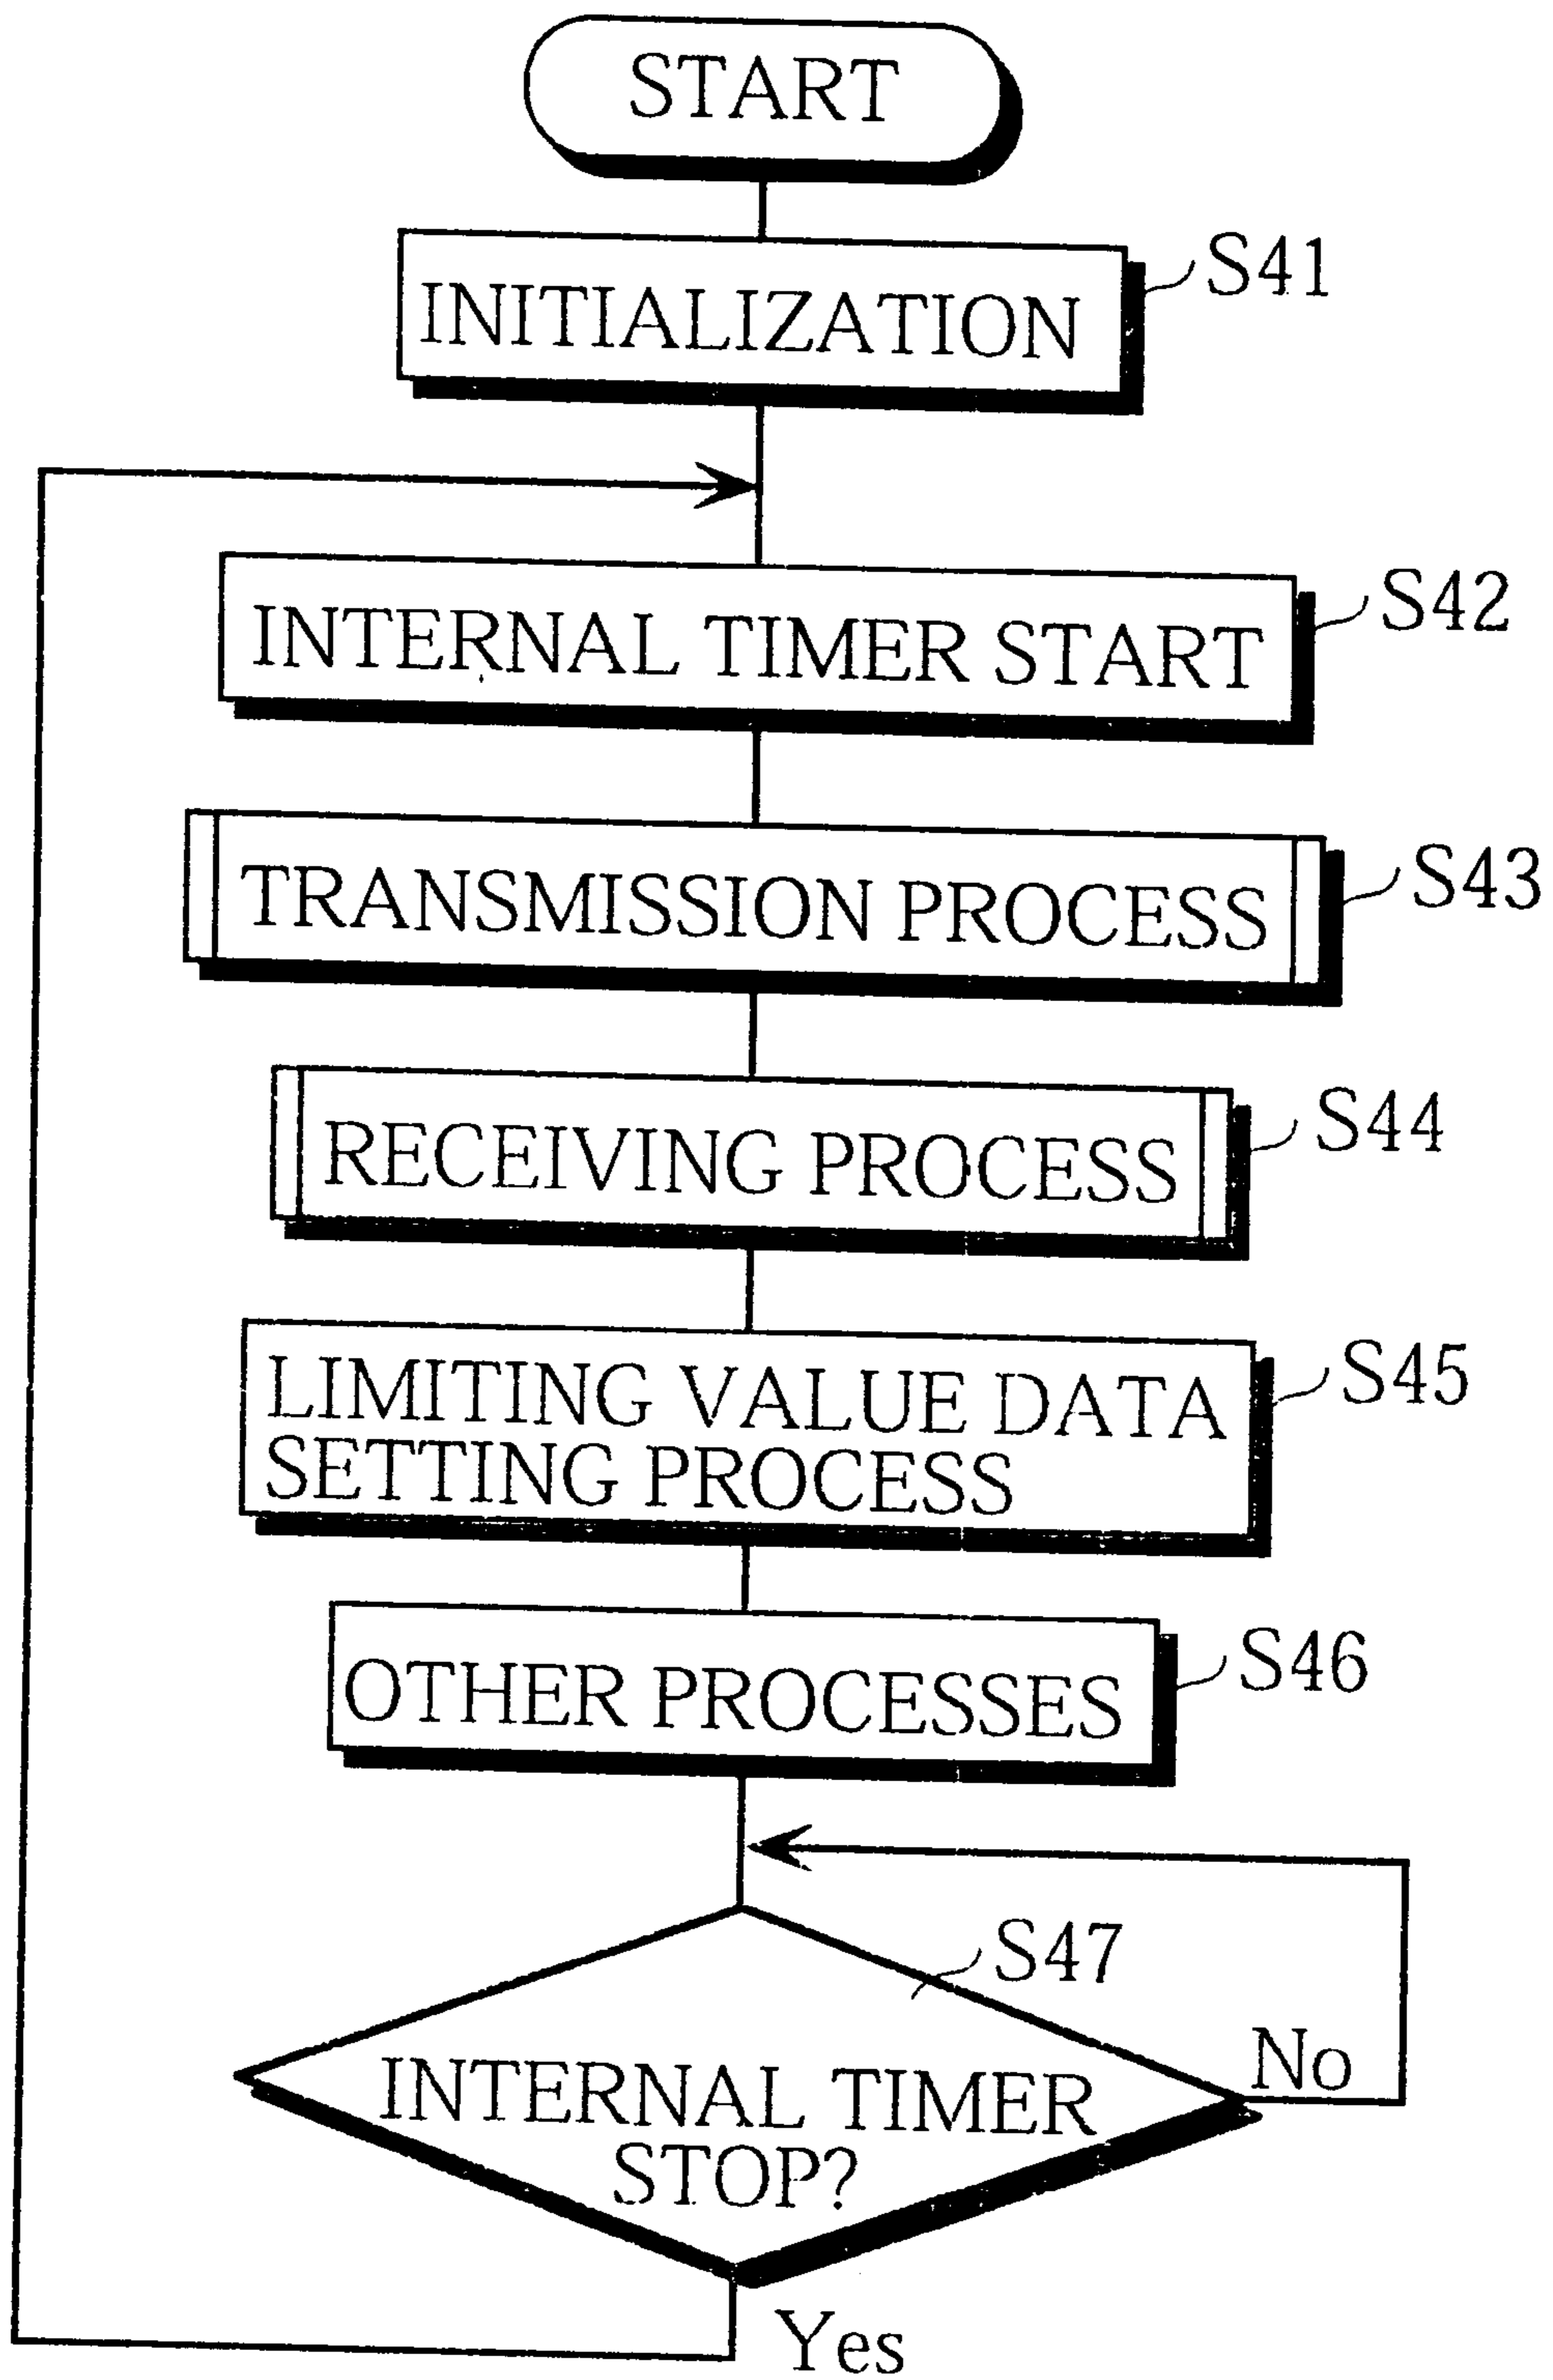 START
INITIALIZATION
S41
INTERNAL TIMER START
S42
TRANSMISSION PROCESS
S43
RECEIVING PROCESS
S44
LIMITING VALUE DATA
SETTING PROCESS
S45
OTHER PROCESSES
S46
S47
INTERNAL TIMER
STOP?
No
Yes